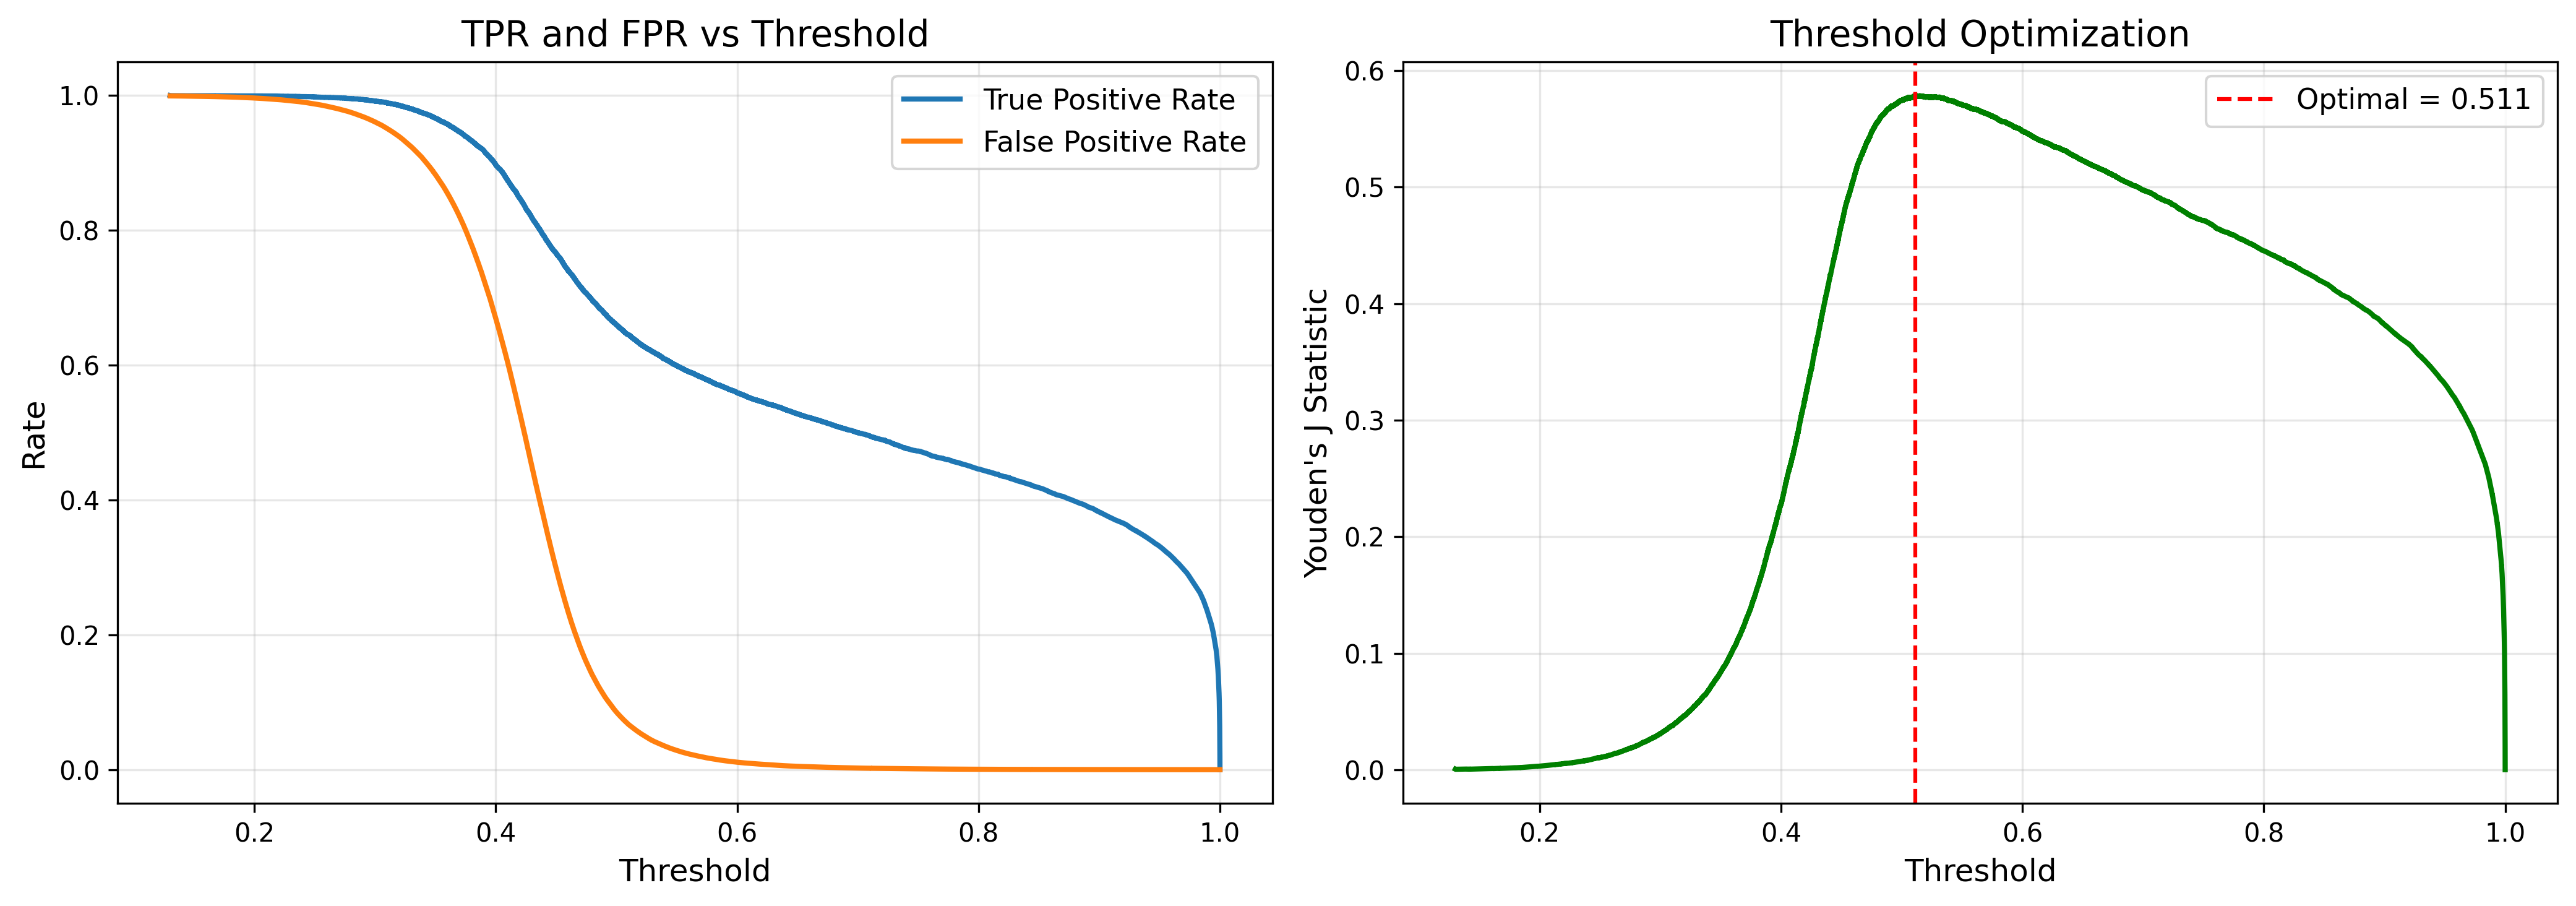 TPR and FPR vs Threshold
True Positive Rate
False Positive Rate
Rate
1.0
0.8
0.6
0.4
0.2
0.0
0.2 0.4 0.6 0.8 1.0
Threshold
Threshold Optimization
Optimal = 0.511
Youden's J Statistic
0.6
0.5
0.4
0.3
0.2
0.1
0.0
0.2 0.4 0.6 0.8 1.0
Threshold